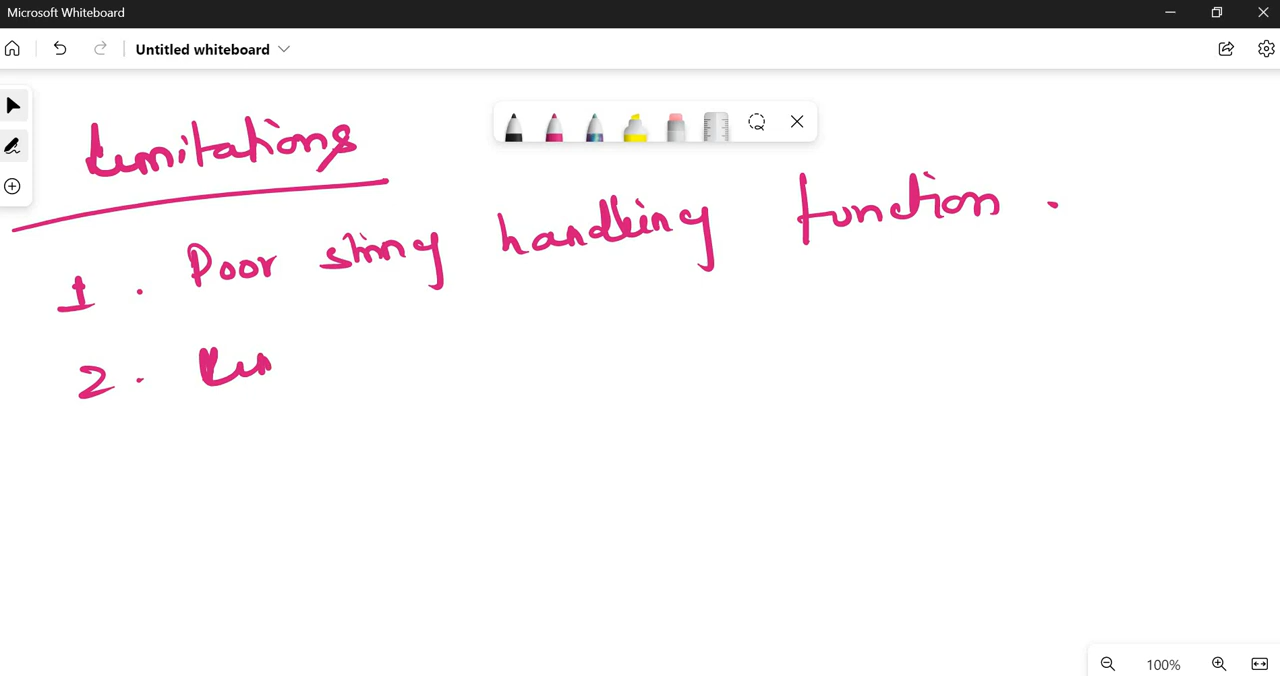 Microsoft Whiteboard
Untitled whiteboard
Limitations
1. Poor string handling function.
2.
100%